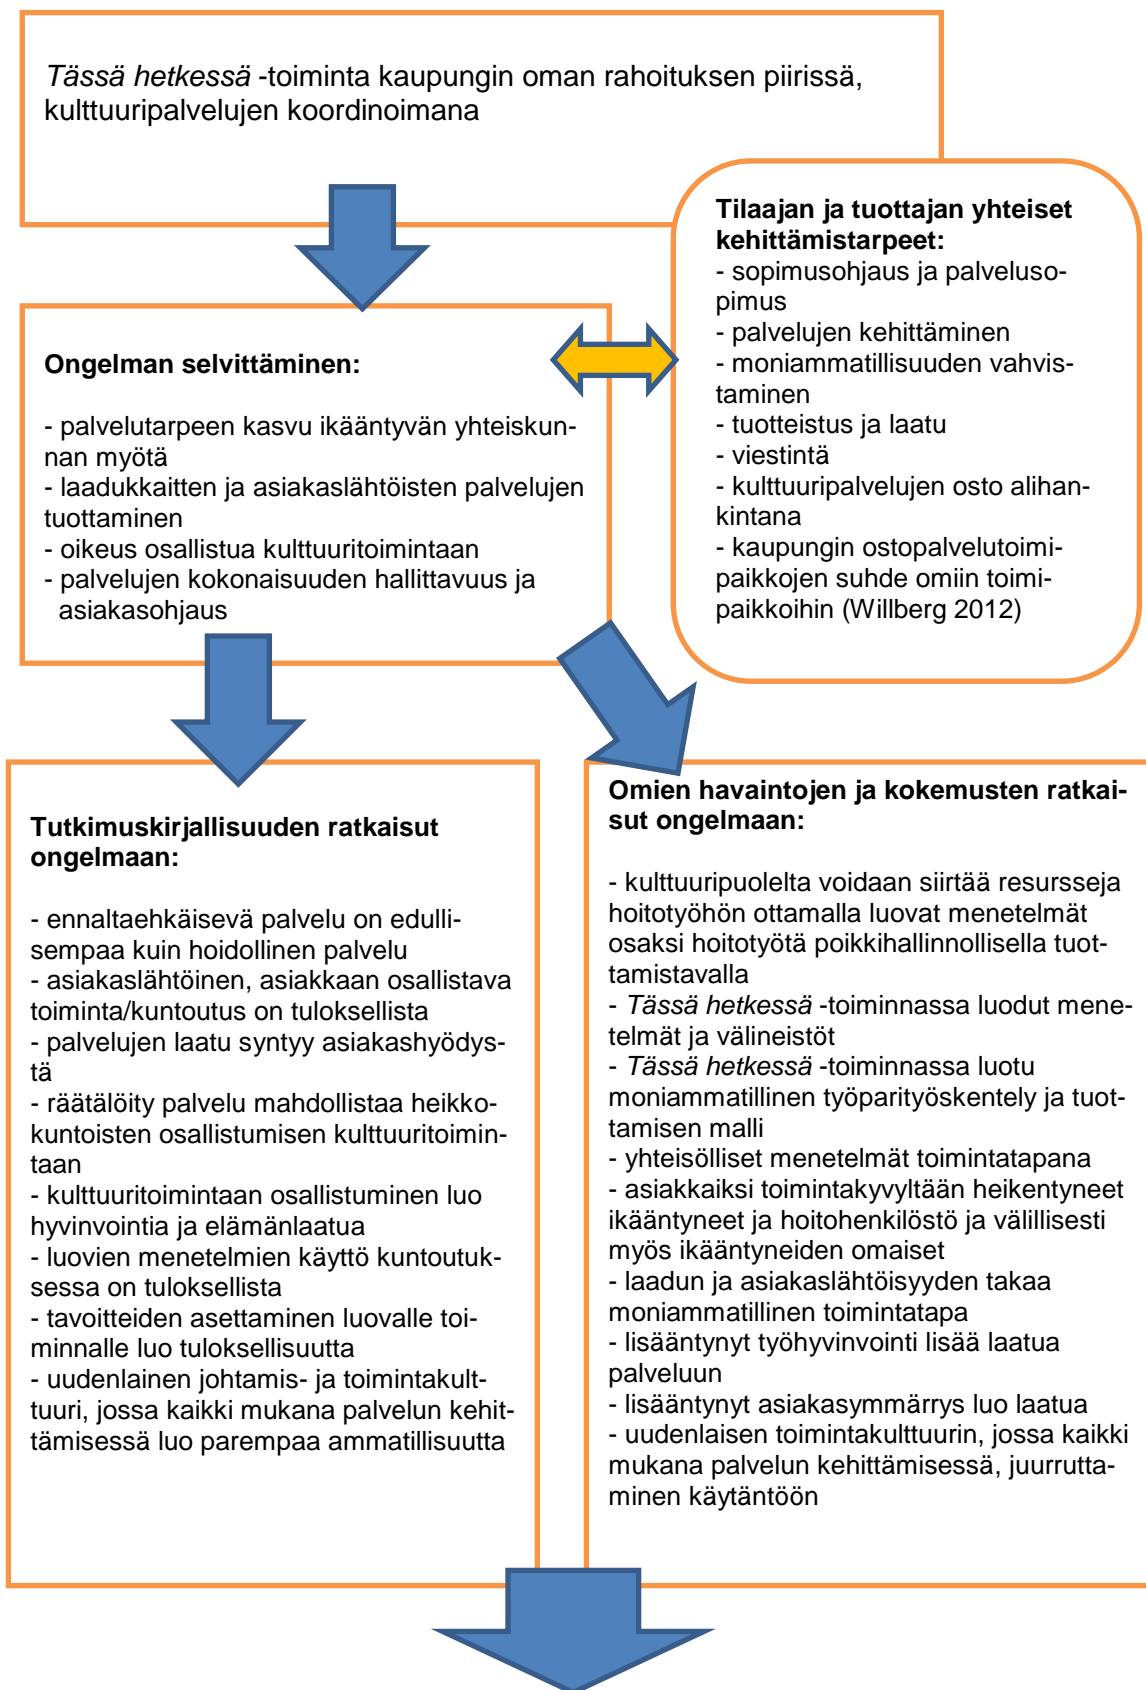 Tässä hetkessä -toiminta kaupungin oman rahoituksen piirissä,
kulttuuripalvelujen koordinoimana
Tilaajan ja tuottajan yhteiset
kehittämistarpeet:
- sopimusohjaus ja palveluso-
pimus
- palvelujen kehittäminen
- moniammatillisuuden vahvis-
taminen
- tuotteistus ja laatu
- viestintä
- kulttuuripalvelujen osto alihan-
kintana
- kaupungin ostopalvelutoimi-
paikkojen suhde omiin toimi-
paikkoihin (Willberg 2012)
Ongelman selvittäminen:
- palvelutarpeen kasvu ikääntyvän yhteiskun-
nan myötä
- laadukkaitten ja asiakaslähtöisten palvelujen
tuottaminen
- oikeus osallistua kulttuuritoimintaan
- palvelujen kokonaisuuden hallittavuus ja
asiakasohjaus
Tutkimuskirjallisuuden ratkaisut
ongelmaan:
- ennaltaehkäisevä palvelu on edulli-
sempaa kuin hoidollinen palvelu
- asiakaslähtöinen, asiakkaan osallistava
toiminta/kuntoutus on tuloksellista
- palvelujen laatu syntyy asiakashyödys-
tä
- räätälöity palvelu mahdollistaa heikko-
kuntoisten osallistumisen kulttuuritoimin-
taan
- kulttuuritoimintaan osallistuminen luo
hyvinvointia ja elämänlaatua
- luovien menetelmien käyttö kuntoutuk-
sessa on tuloksellista
- tavoitteiden asettaminen luovalle toi-
minnalle luo tuloksellisuutta
- uudenlainen johtamis- ja toimintakult-
tuuri, jossa kaikki mukana palvelun kehit-
tämisessä luo parempaa ammatillisuutta
Omien havaintojen ja kokemusten ratkai-
sut ongelmaan:
- kulttuuripuolelta voidaan siirtää resursseja
hoitotyöhön ottamalla luovat menetelmät
osaksi hoitotyötä poikkihallinnollisella tuot-
tamistavalla
- Tässä hetkessä -toiminnassa luodut mene-
telmät ja välineistöt
- Tässä hetkessä -toiminnassa luotu
moniammatillinen työparityöskentely ja tuot-
tamisen malli
- yhteisölliset menetelmät toimintatapana
- asiakkaiksi toimintakyvyltään heikentyneet
ikääntyneet ja hoitohenkilöstö ja välillisesti
myös ikääntyneiden omaiset
- laadun ja asiakaslähtöisyyden takaa
moniammatillinen toimintatapa
- lisääntynyt työhyvinvointi lisää laatua
palveluun
- lisääntynyt asiakasymmärrys luo laatua
- uudenlaisen toimintakulttuurin, jossa kaikki
mukana palvelun kehittämisessä, juurrutta-
minen käytäntöön